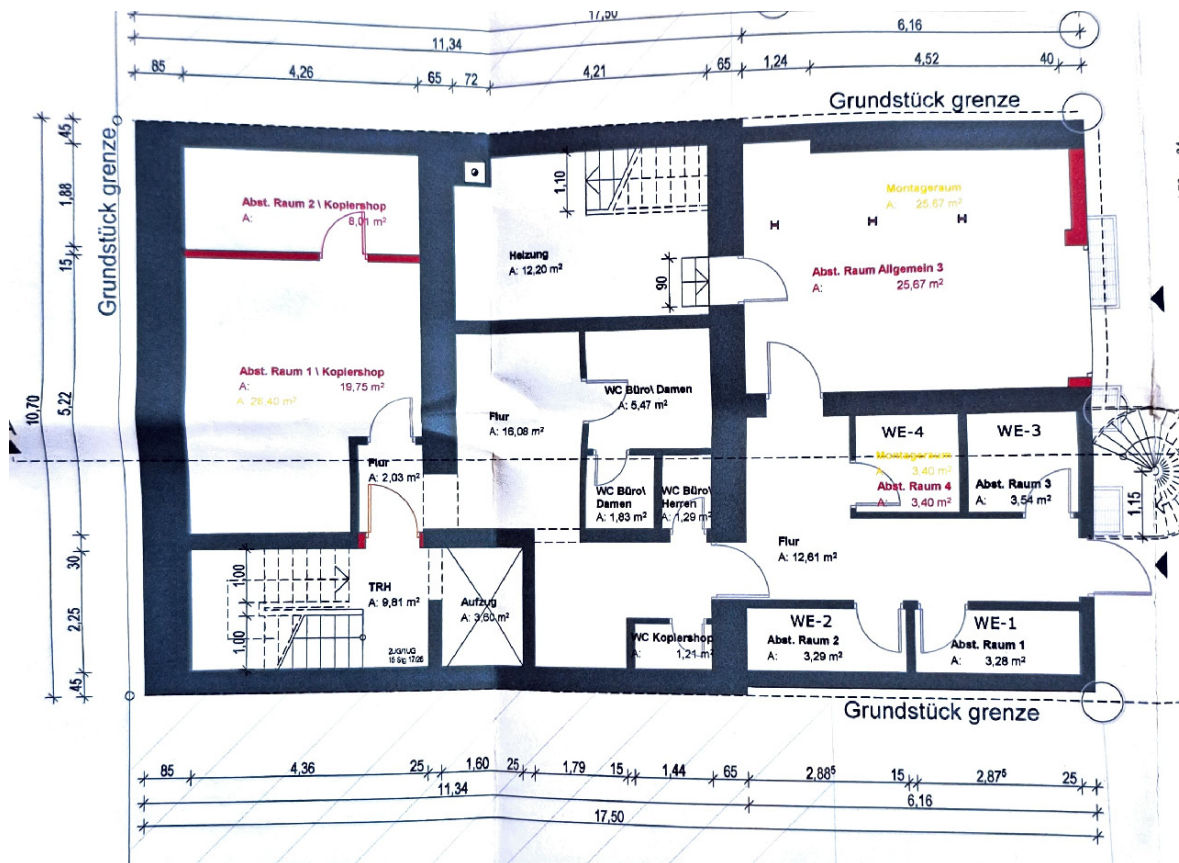 17,50
11,34
6,16
85
4,26
65
72
4,21
65
1,24
4,52
40
Grundstück grenze
Grundstück grenze
10,70
45
1,88
15
5,22
30
2,25
45
Abst. Raum 2 \ Kopiershop
A: 8,01 m²
1,10
Heizung
A: 12,20 m²
90
Montageraum
A: 25,67 m²
Abst. Raum Allgemein 3
A: 25,67 m²
Abst. Raum 1 \ Kopiershop
A: 19,75 m²
A: 28,40 m²
Flur
A: 2,03 m²
Flur
A: 16,08 m²
WC Büro\ Damen
A: 5,47 m²
WC Büro\
Damen
A: 1,83 m²
WC Büro\
Herren
A: 1,29 m²
WE-4
Montageraum
A: 3,40 m²
Abst. Raum 4
A: 3,40 m²
WE-3
Abst. Raum 3
A: 3,54 m²
1,15
Flur
A: 12,61 m²
1,00
1,00
TRH
A: 9,81 m²
Aufzug
A: 3,60 m²
WC Kopiershop
A: 1,21 m²
WE-2
Abst. Raum 2
A: 3,29 m²
WE-1
Abst. Raum 1
A: 3,28 m²
Grundstück grenze
85
4,36
25
1,60
25
1,79
15
1,44
65
2,88⁵
15
2,87⁵
25
11,34
6,16
17,50